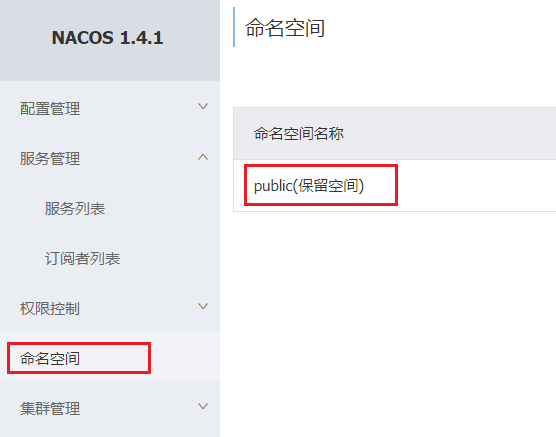 NACOS 1.4.1
配置管理
服务管理
服务列表
订阅者列表
权限控制
命名空间
集群管理
命名空间
命名空间名称
public(保留空间)